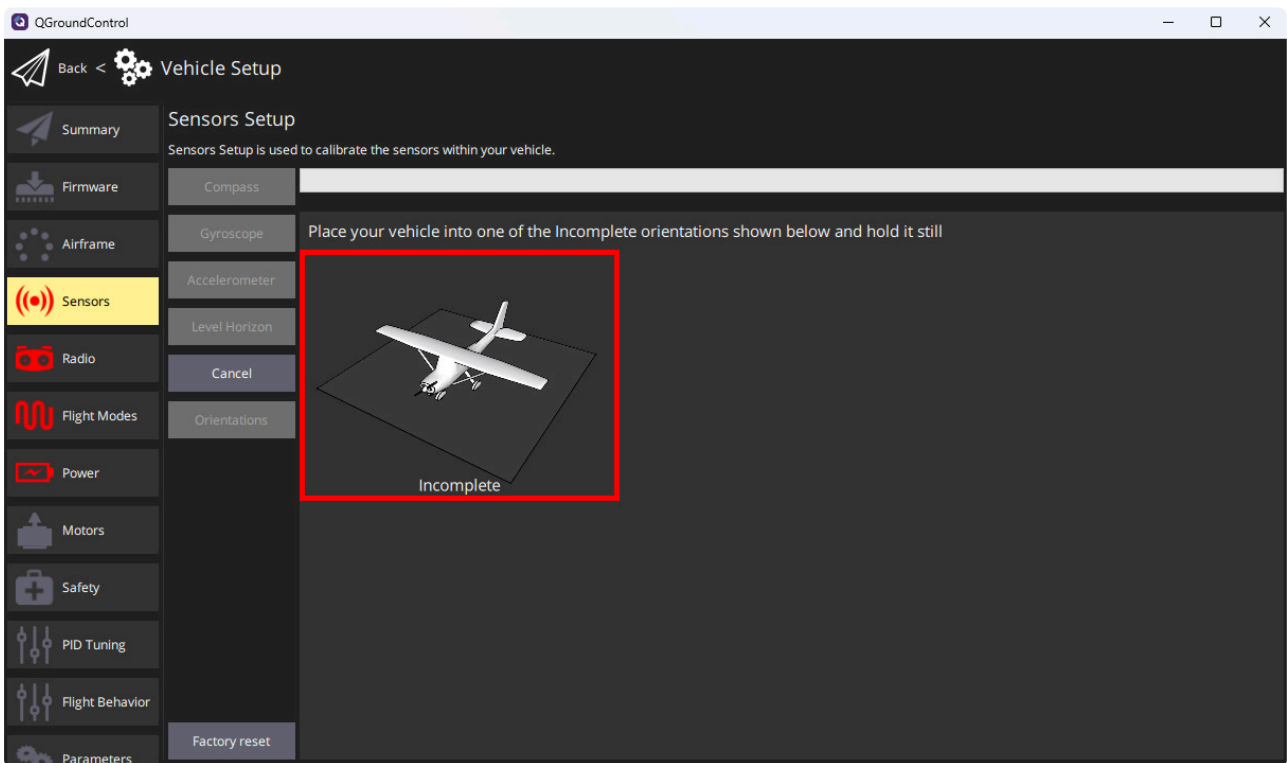 QGroundControl
Back < Vehicle Setup
Summary
Firmware
Airframe
Sensors
Radio
Flight Modes
Power
Motors
Safety
PID Tuning
Flight Behavior
Parameters
Sensors Setup
Sensors Setup is used to calibrate the sensors within your vehicle.
Compass
Gyroscope
Accelerometer
Level Horizon
Cancel
Orientations
Factory reset
Place your vehicle into one of the Incomplete orientations shown below and hold it still
Incomplete